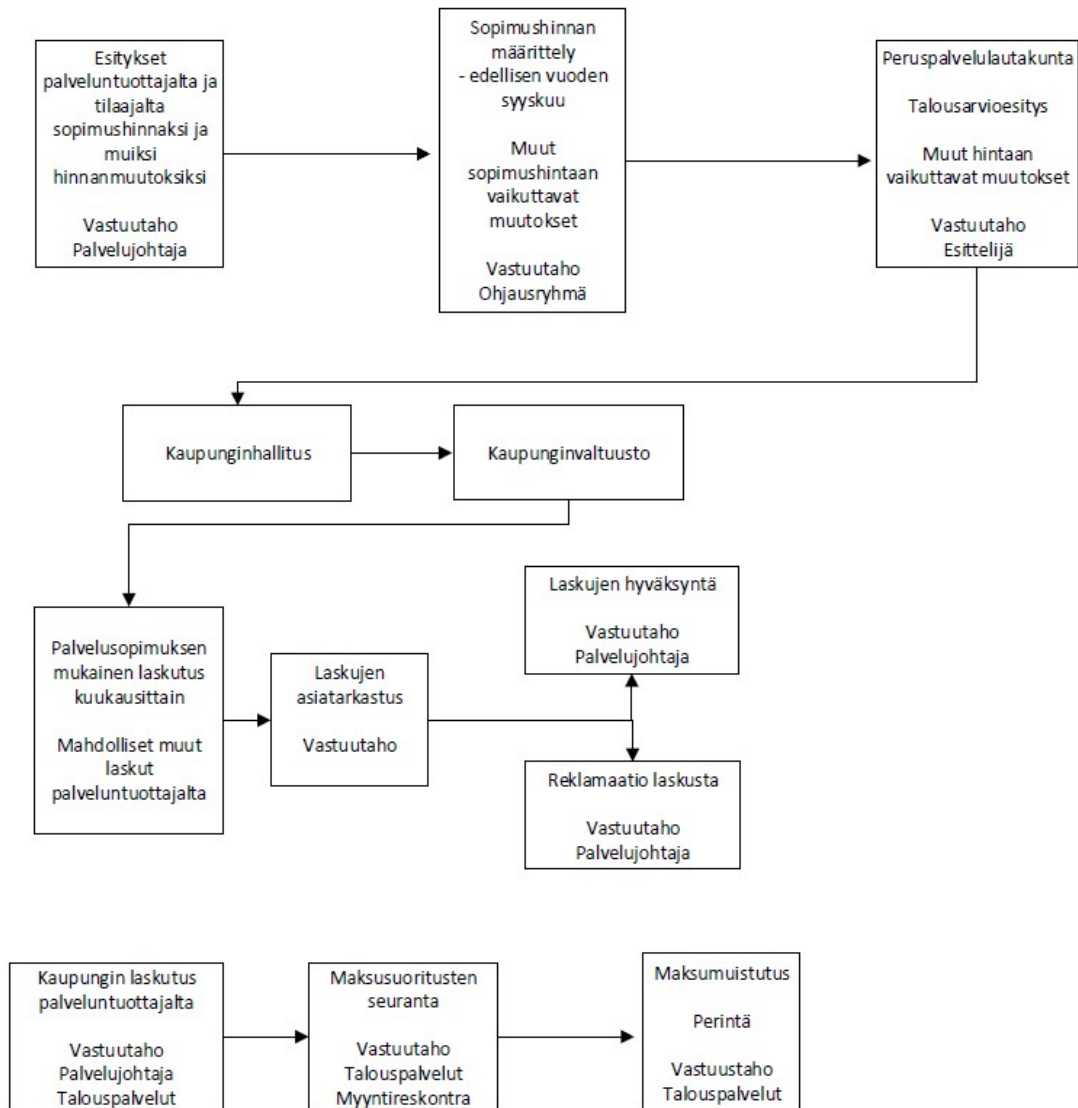 Esitykset
palveluntuottajalta ja
tilaajalta
sopimushinnaksi ja
muiksi
hinnanmuutoksiksi
Vastuutaho
Palvelujohtaja
Sopimushinnan
määrittely
- edellisen vuoden
syyskuu
Muut
sopimushintaan
vaikuttavat
muutokset
Vastuutaho
Ohjausryhmä
Peruspalvelulautakunta
Talousarvioesitys
Muut hintaan
vaikuttavat muutokset
Vastuutaho
Esittelijä
Kaupunginhallitus
Kaupunginvaltuusto
Palvelusopimuksen
mukainen laskutus
kuukausittain
Mahdolliset muut
laskut
palveluntuottajalta
Laskujen
asiatarkastus
Vastuutaho
Laskujen hyväksyntä
Vastuutaho
Palvelujohtaja
Reklamaatio laskusta
Vastuutaho
Palvelujohtaja
Kaupungin laskutus
palveluntuottajalta
Vastuutaho
Palvelujohtaja
Talouspalvelut
Maksusuoritusten
seuranta
Vastuutaho
Talouspalvelut
Myyntireskontra
Maksumuistutus
Perintä
Vastuustaho
Talouspalvelut